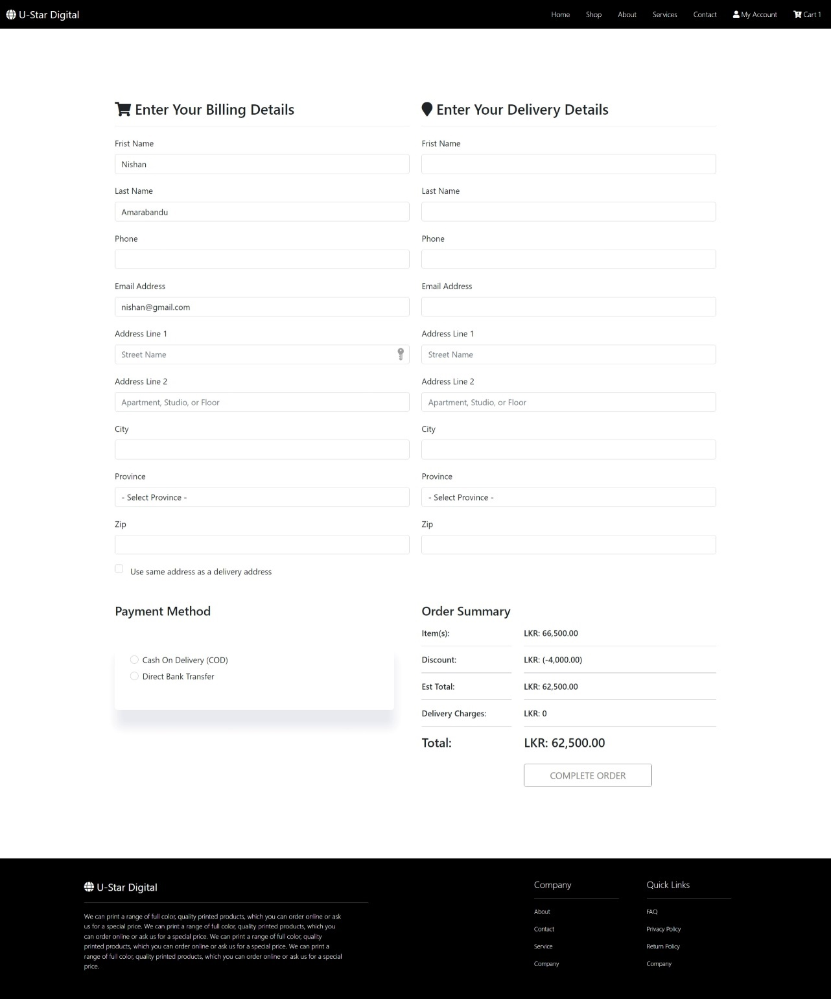 U-Star Digital
Home Shop About Services Contact My Account Cart 1
Enter Your Billing Details
Frist Name
Nishan
Last Name
Amarabandu
Phone
Email Address
nishan@gmail.com
Address Line 1
Street Name
Address Line 2
Apartment, Studio, or Floor
City
Province
- Select Province -
Zip
Use same address as a delivery address
Enter Your Delivery Details
Frist Name
Last Name
Phone
Email Address
Address Line 1
Street Name
Address Line 2
Apartment, Studio, or Floor
City
Province
- Select Province -
Zip
Payment Method
Cash On Delivery (COD)
Direct Bank Transfer
Order Summary
Item(s): LKR: 66,500.00
Discount: LKR: (-4,000.00)
Est Total: LKR: 62,500.00
Delivery Charges: LKR: 0
Total: LKR: 62,500.00
COMPLETE ORDER
U-Star Digital
We can print a range of full color, quality printed products, which you can order online or ask
us for a special price. We can print a range of full color, quality printed products, which you
can order online or ask us for a special price. We can print a range of full color, quality
printed products, which you can order online or ask us for a special price. We can print a
range of full color, quality printed products, which you can order online or ask us for a special
price.
Company
About
Contact
Service
Company
Quick Links
FAQ
Privacy Policy
Return Policy
Company